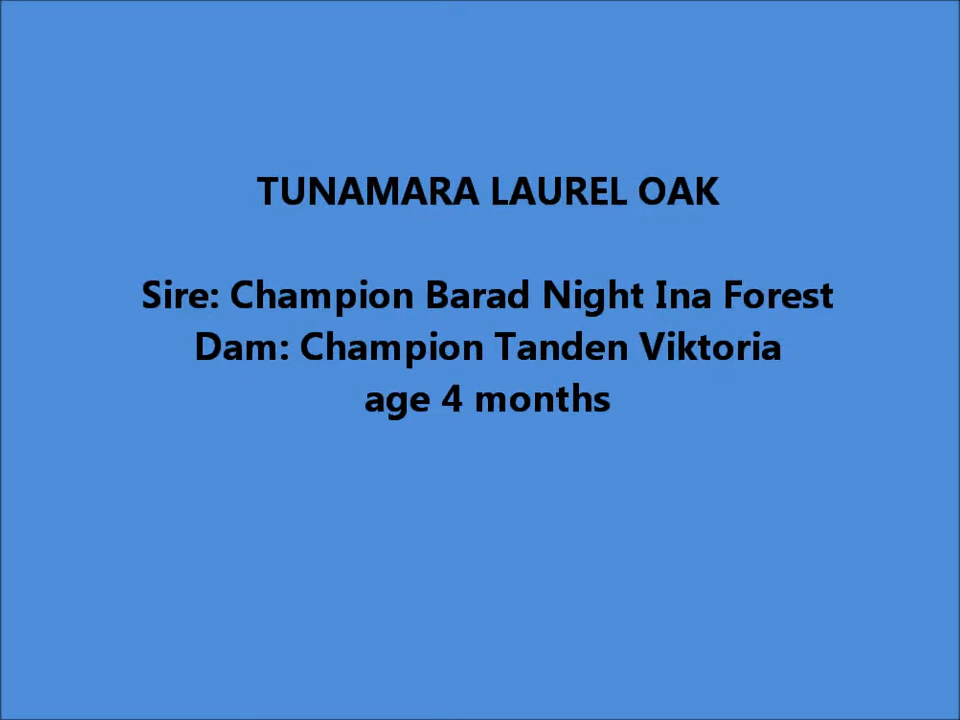 TUNAMARA LAUREL OAK
Sire: Champion Barad Night Ina Forest
Dam: Champion Tanden Viktoria
age 4 months